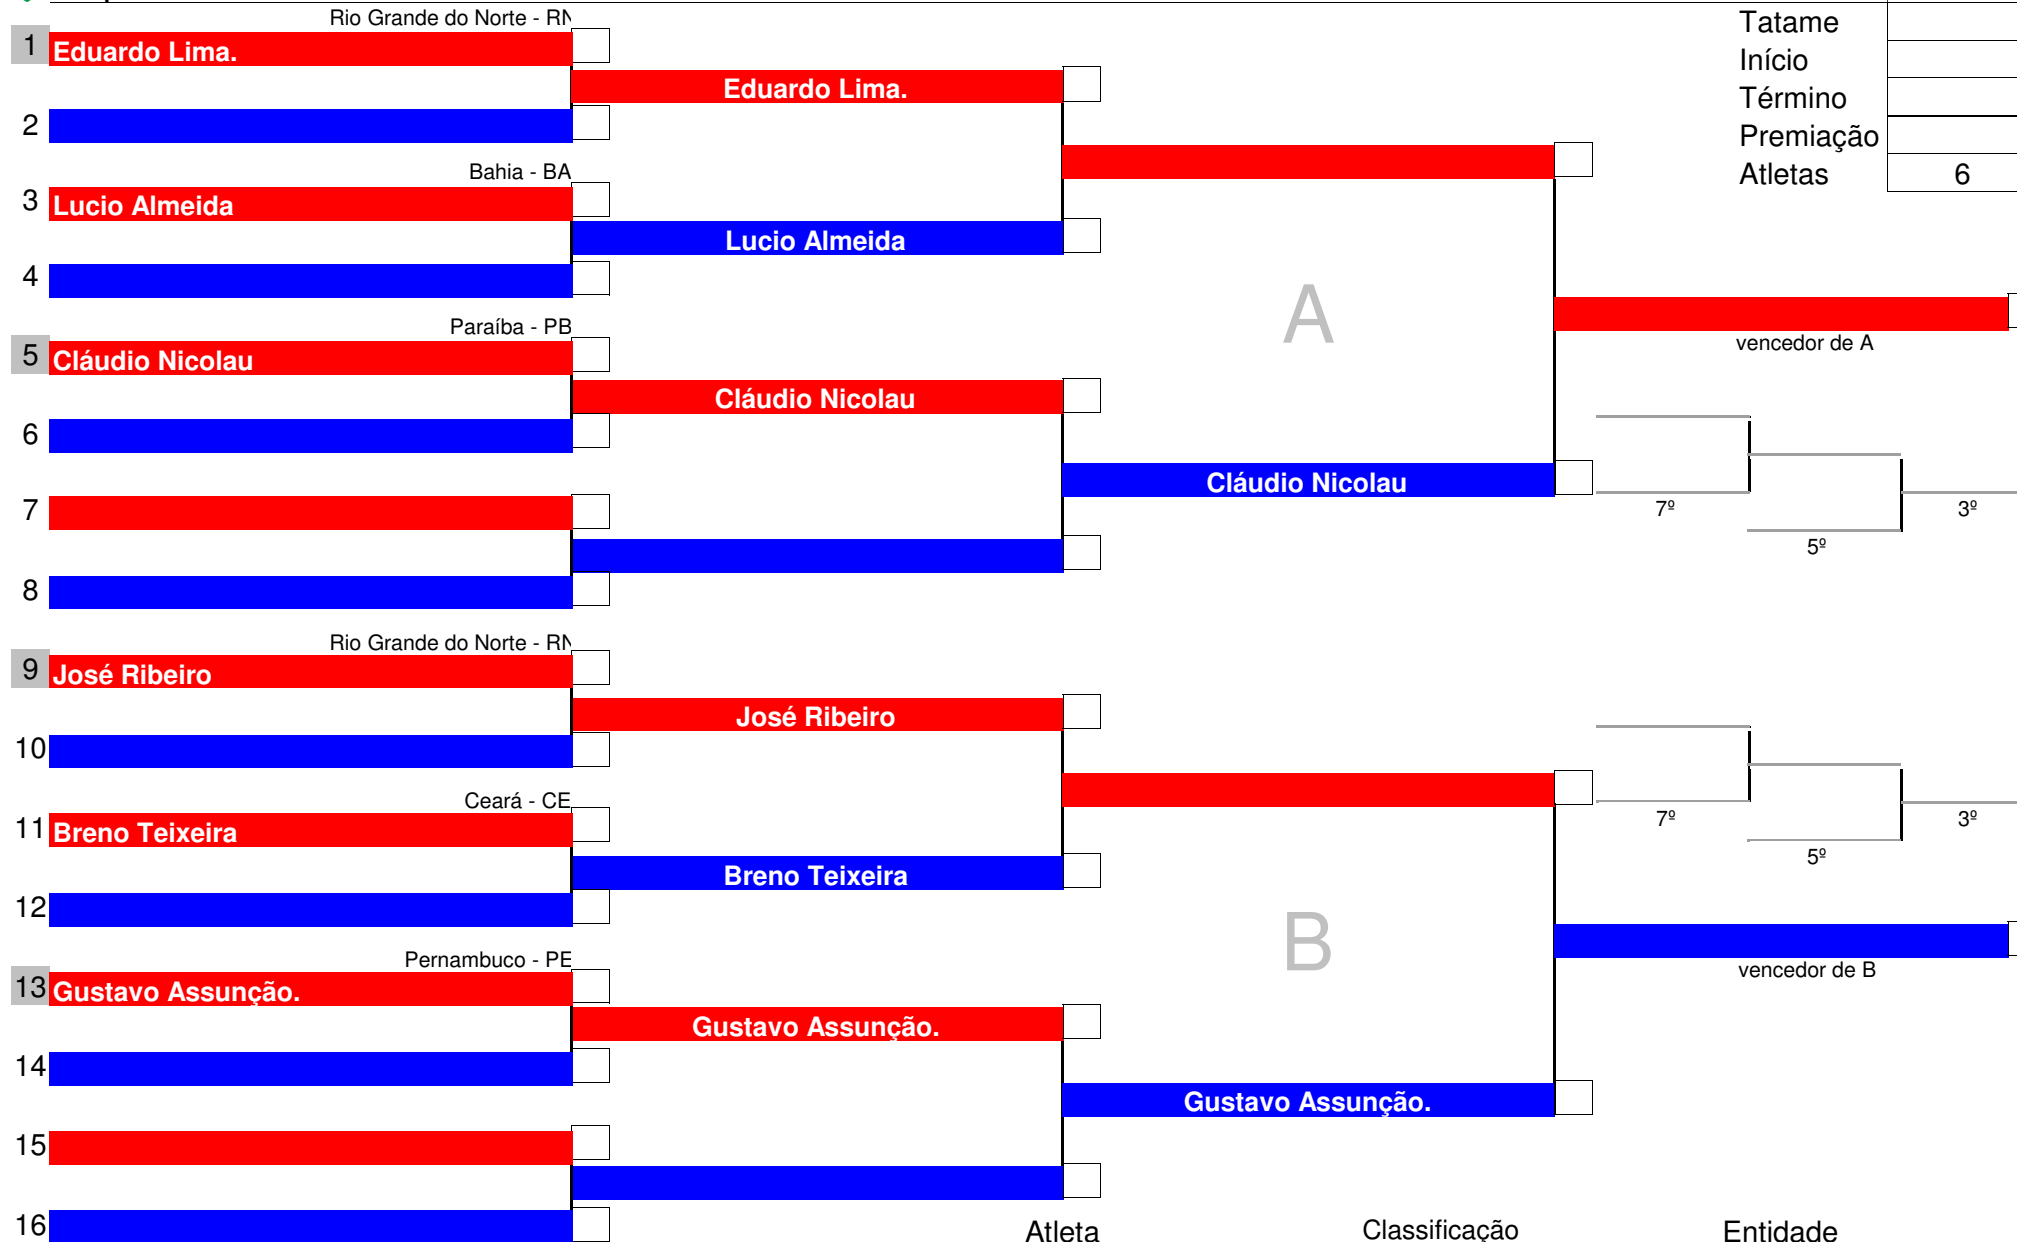 Rio Grande do Norte - RN
Tatame
1 Eduardo Lima.
Início
Eduardo Lima.
Término
2
Premiação
Bahia - BA
Atletas 6
3 Lucio Almeida
Lucio Almeida
4
A
Paraíba - PB
vencedor de A
5 Cláudio Nicolau
Cláudio Nicolau
6
Cláudio Nicolau
7
7º
3º
5º
8
Rio Grande do Norte - RN
9 José Ribeiro
José Ribeiro
10
Ceará - CE
7º
3º
11 Breno Teixeira
5º
Breno Teixeira
12
B
Pernambuco - PE
vencedor de B
13 Gustavo Assunção.
Gustavo Assunção.
14
Gustavo Assunção.
15
16
Atleta Classificação Entidade